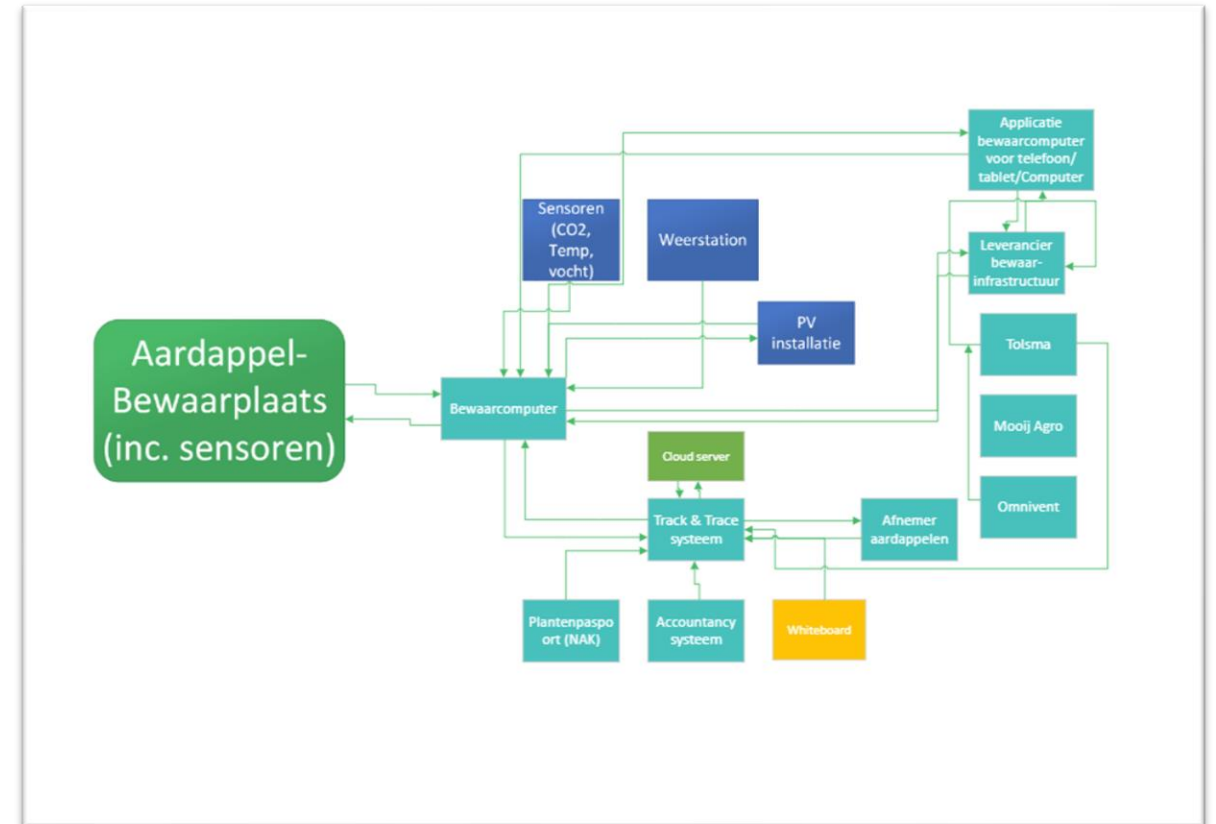 Applicatie
bewaarcomputer
voor telefoon/
tablet/Computer
Sensoren
(CO2,
Temp,
vocht)
Weerstation
Leverancier
bewaar-
infrastructuur
PV
installatie
Tolsma
Aardappel-
Bewaarplaats
(inc. sensoren)
Bewaarcomputer
Mooij Agro
Cloud server
Omnivent
Track & Trace
systeem
Afnemer
aardappelen
Plantenpaspo
ort (NAK)
Accountancy
systeem
Whiteboard